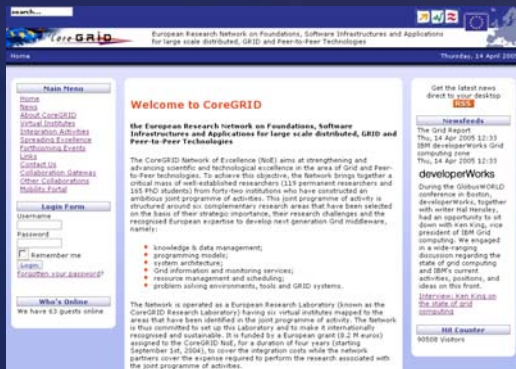 search...
CoreGRID
European Research Network on Foundations, Software Infrastructures and Applications
for large scale distributed, GRID and Peer-to-Peer Technologies
Home
Thursday, 14 April 2005
Main Menu
Home
News
About CoreGRID
Virtual Institutes
Integration Activities
Spreading Excellence
Forthcoming Events
Links
Contact Us
Collaboration Gateway
Other Collaborations
Mobility Portal
Login Form
Username
Password
Remember me
Login
Forgotten your password?
Who's Online
We have 63 guests online
Welcome to CoreGRID
the European Research Network on Foundations, Software
Infrastructures and Applications for large scale distributed, GRID and
Peer-to-Peer Technologies
The CoreGRID Network of Excellence (NoE) aims at strengthening and
advancing scientific and technological excellence in the area of Grid and Peer-
to-Peer technologies. To achieve this objective, the Network brings together a
critical mass of well-established researchers (115 permanent researchers and
165 PhD students) from forty-two institutions who have constructed an
ambitious joint programme of activities. This joint programme of activity is
structured around six complementary research areas that have been selected
on the basis of their strategic importance, their research challenges and the
recognised European expertise to develop next generation Grid middleware,
namely:
knowledge & data management;
programming models;
system architecture;
Grid information and monitoring services;
resource management and scheduling;
problem solving environments, tools and GRID systems.
The Network is operated as a European Research Laboratory (known as the
CoreGRID Research Laboratory) having six virtual institutes mapped to the
areas that have been identified in the joint programme of activity. The Network
is thus committed to set up this Laboratory and to make it internationally
recognised and sustainable. It is funded by a European grant (8.2 M euros)
assigned to the CoreGRID NoE, for a duration of four years (starting
September 1st, 2004), to cover the integration costs while the network
partners cover the expense required to perform the research associated with
the joint programme of activities.
Get the latest news
direct to your desktop
RSS
Newsfeeds
The Grid Report
Thu, 14 Apr 2005 12:33
IBM developerWorks Grid
computing zone
Thu, 14 Apr 2005 12:33
developerWorks
During the GlobusWORLD
conference in Boston,
developerWorks, together
with writer Hal Hensley,
had an opportunity to sit
down with Ken King, vice
president of IBM Grid
computing. We engaged
in a wide-ranging
discussion regarding the
state of grid computing
and IBM's current
activities, positions, and
ideas on this front.
Interview: Ken King on
the state of grid
computing
Hit Counter
90508 Visitors